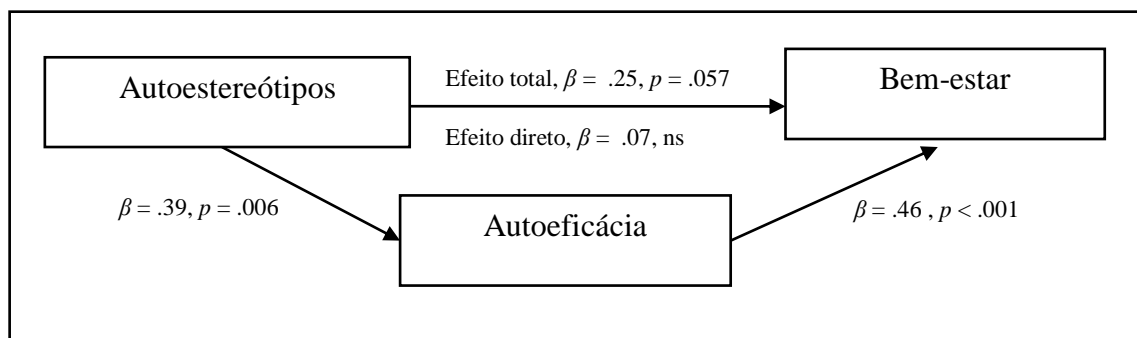 Autoestereótipos
Efeito total, β = .25, p = .057
Bem-estar
Efeito direto, β = .07, ns
β = .39, p = .006
Autoeficácia
β = .46 , p < .001